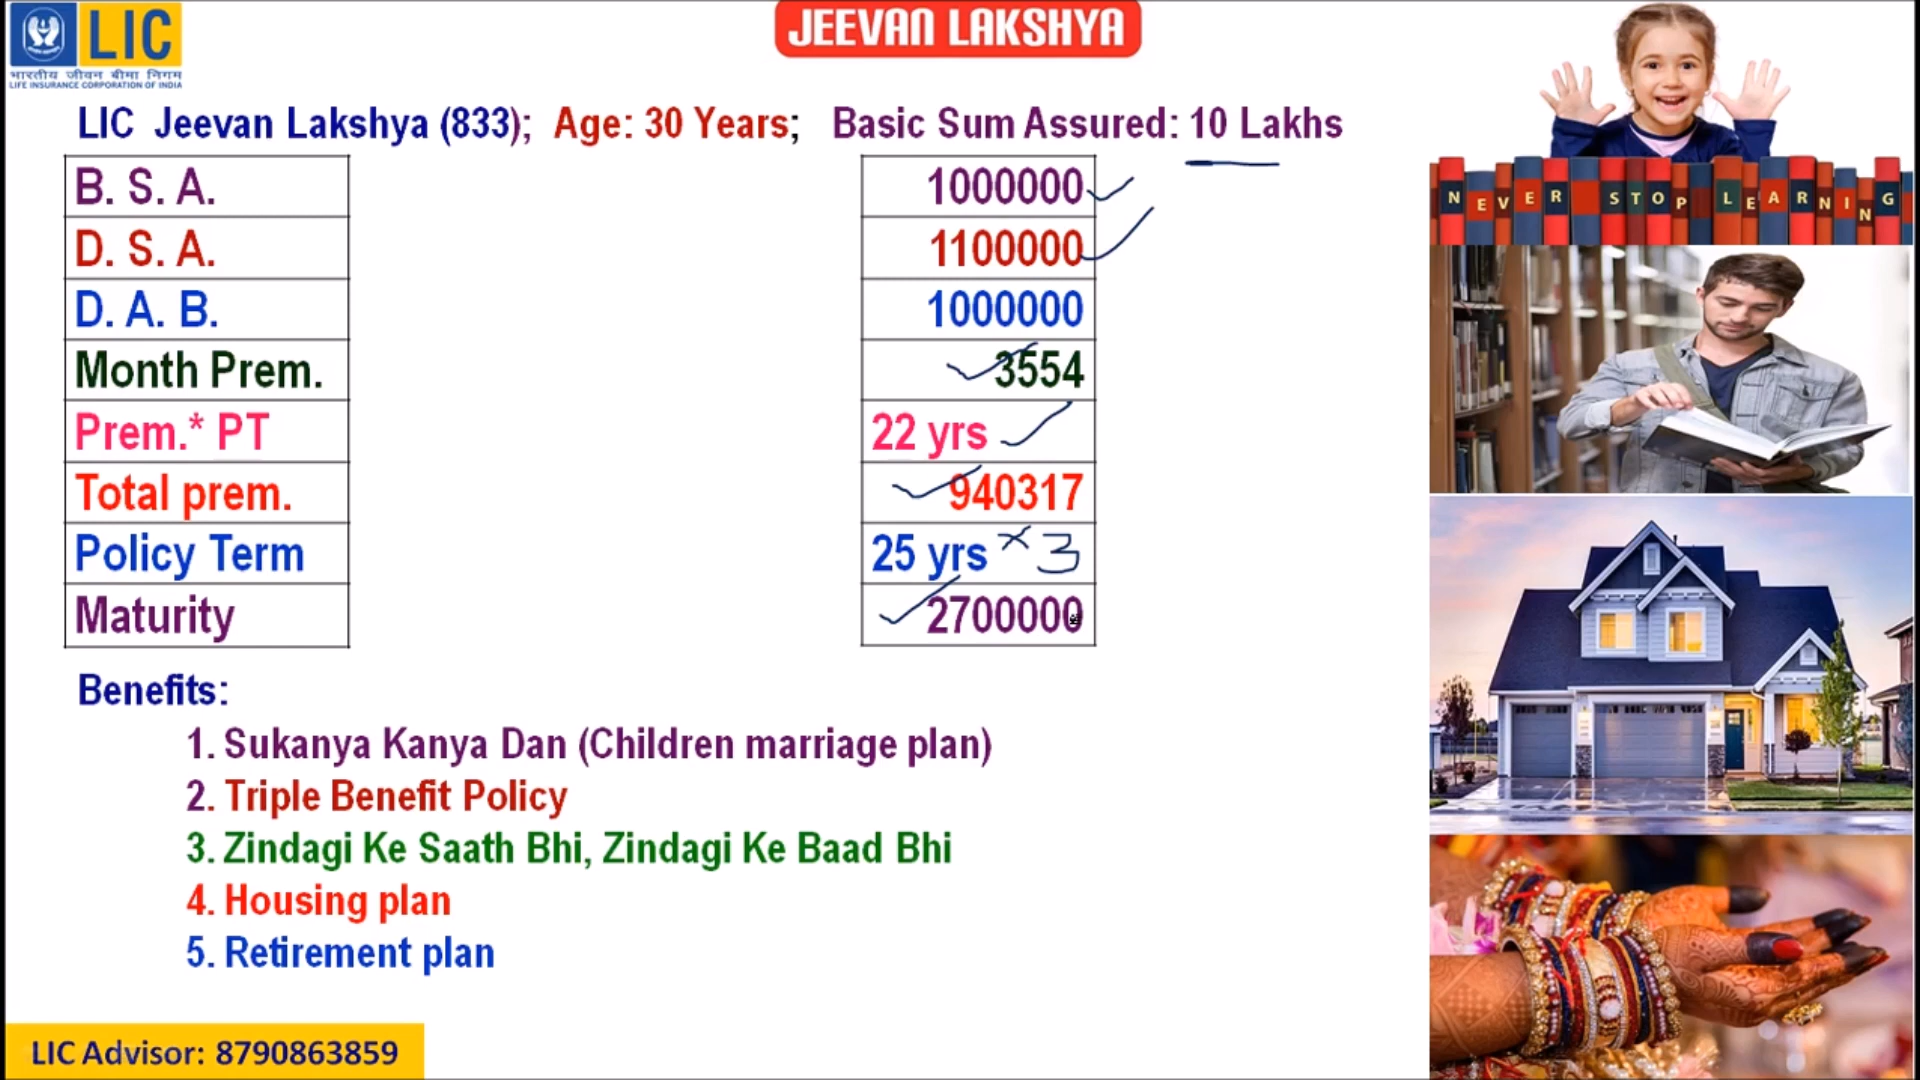 LIC
भारतीय जीवन बीमा निगम
LIFE INSURANCE CORPORATION OF INDIA
JEEVAN LAKSHYA
LIC Jeevan Lakshya (833); Age: 30 Years; Basic Sum Assured: 10 Lakhs
B. S. A. 1000000
D. S. A. 1100000
D. A. B. 1000000
Month Prem. 3554
Prem.* PT 22 yrs
Total prem. 940317
Policy Term 25 yrs × 3
Maturity 2700000
Benefits:
1. Sukanya Kanya Dan (Children marriage plan)
2. Triple Benefit Policy
3. Zindagi Ke Saath Bhi, Zindagi Ke Baad Bhi
4. Housing plan
5. Retirement plan
LIC Advisor: 8790863859
NEVER STOP LEARNING